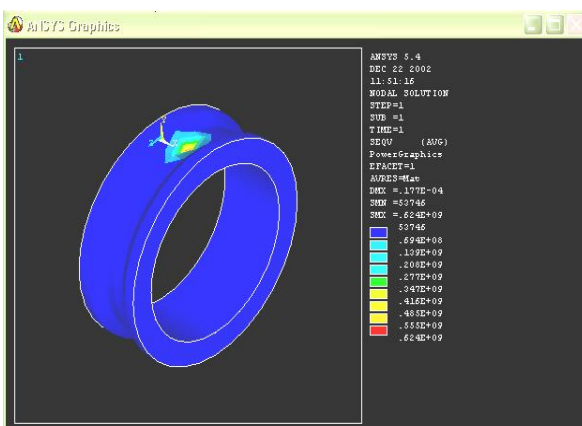 ANSYS Graphics
1
ANSYS 5.4
DEC 22 2002
11:51:16
NODAL SOLUTION
STEP=1
SUB =1
TIME=1
SEQV (AVG)
PowerGraphics
EFACET=1
AVRES=Mat
DMX =.177E-04
SMN =53746
SMX =.624E+09
53746
.694E+08
.139E+09
.208E+09
.277E+09
.347E+09
.416E+09
.485E+09
.555E+09
.624E+09